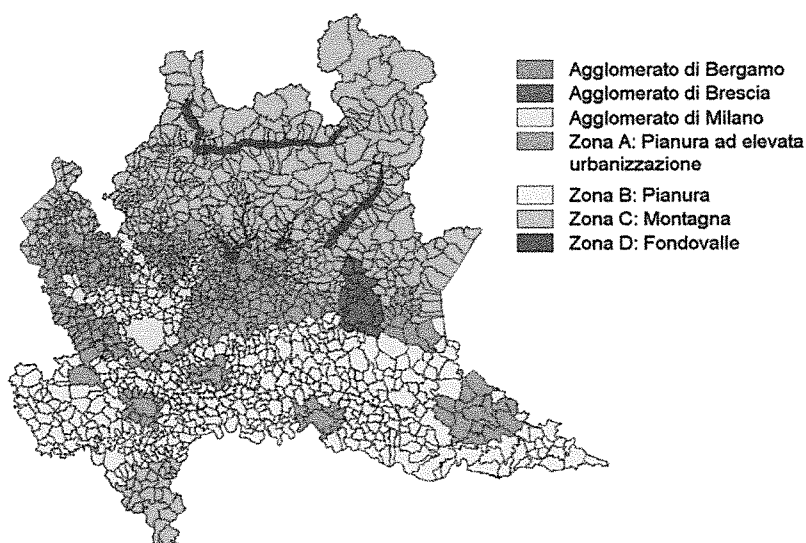 Agglomerato di Bergamo
Agglomerato di Brescia
Agglomerato di Milano
Zona A: Pianura ad elevata
urbanizzazione
Zona B: Pianura
Zona C: Montagna
Zona D: Fondovalle